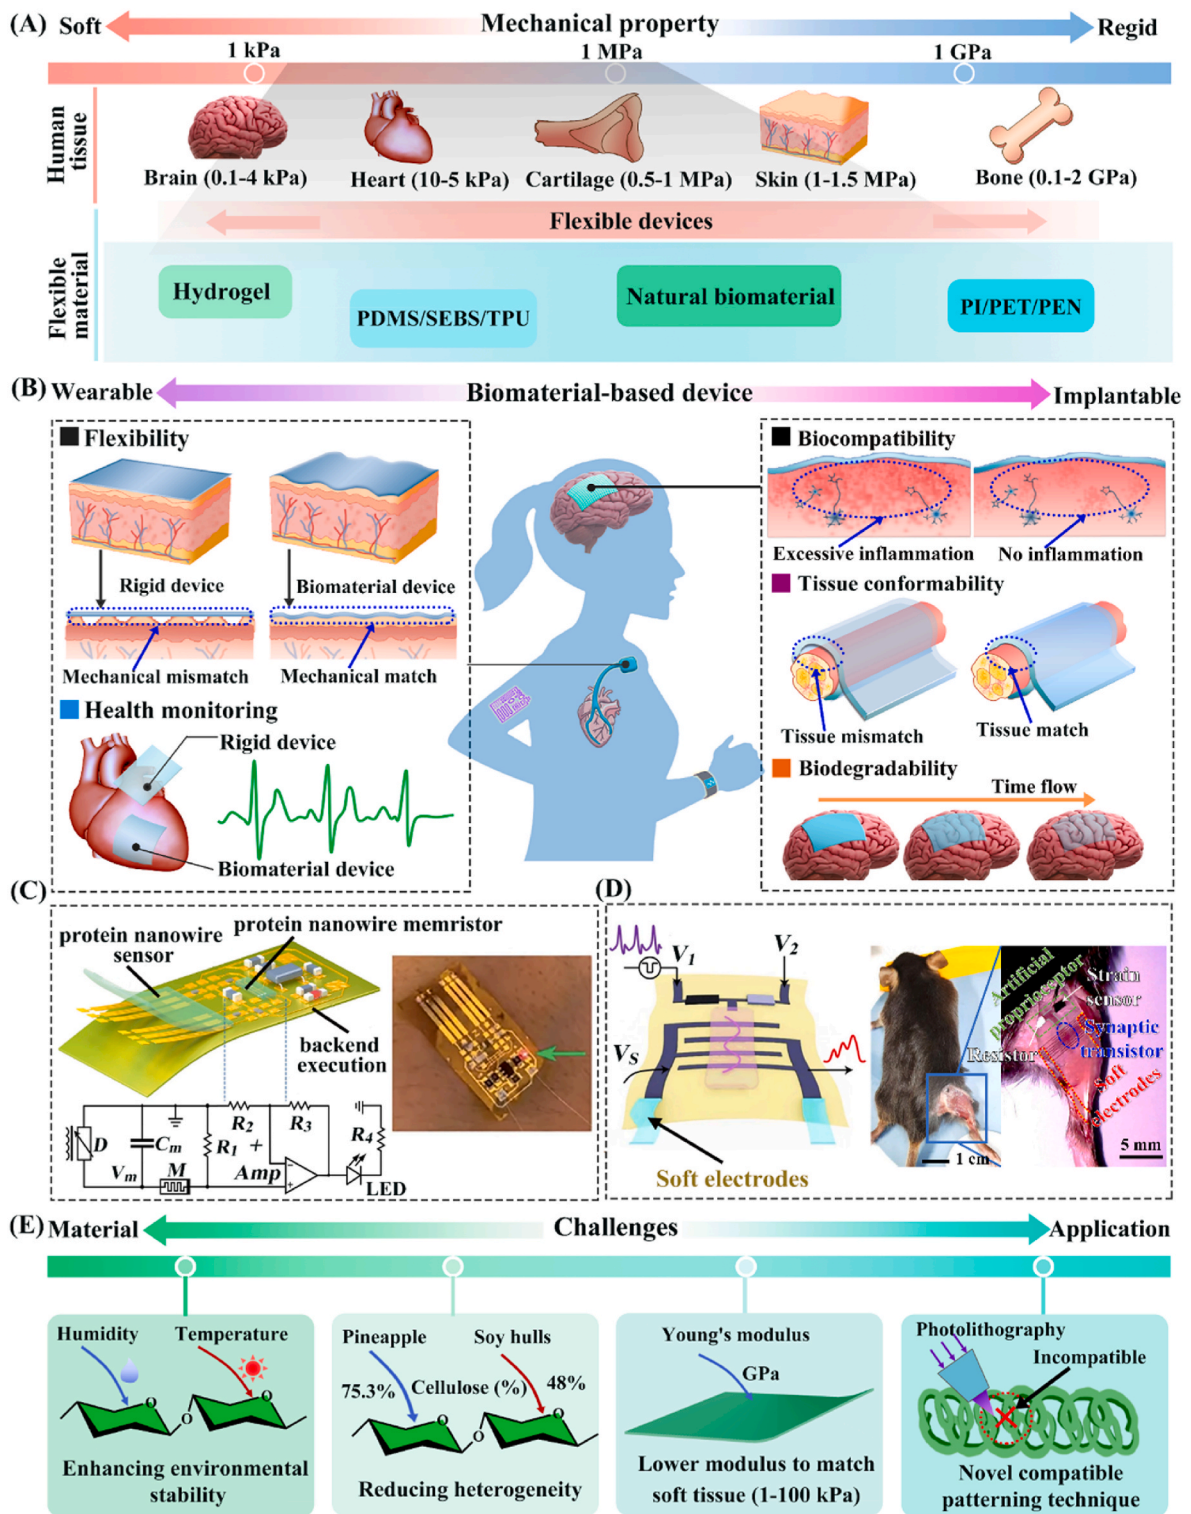 (A)
Soft
Mechanical property
Regid
1 kPa
1 MPa
1 GPa
Human
tissue
Brain (0.1-4 kPa)
Heart (10-5 kPa)
Cartilage (0.5-1 MPa)
Skin (1-1.5 MPa)
Bone (0.1-2 GPa)
Flexible devices
Flexible
material
Hydrogel
PDMS/SEBS/TPU
Natural biomaterial
PI/PET/PEN
(B)
Wearable
Biomaterial-based device
Implantable
Flexibility
Rigid device
Biomaterial device
Mechanical mismatch
Mechanical match
Health monitoring
Rigid device
Biomaterial device
Biocompatibility
Excessive inflammation
No inflammation
Tissue conformability
Tissue mismatch
Tissue match
Biodegradability
Time flow
(C)
protein nanowire memristor
protein nanowire
sensor
backend
execution
D
Cm
Vm
M
R1
R2
R3
R4
+
Amp
−
+
LED
(D)
V1
V2
VS
Soft electrodes
1 cm
Artificial
proprioceptor
Strain
sensor
Resistor
Synaptic
transistor
Soft
electrodes
5 mm
(E)
Material
Challenges
Application
Humidity
Temperature
O
O
O
Enhancing environmental
stability
Pineapple
Soy hulls
75.3%
Cellulose (%)
48%
O
O
O
Reducing heterogeneity
Young's modulus
GPa
Lower modulus to match
soft tissue (1-100 kPa)
Photolithography
Incompatible
Novel compatible
patterning technique